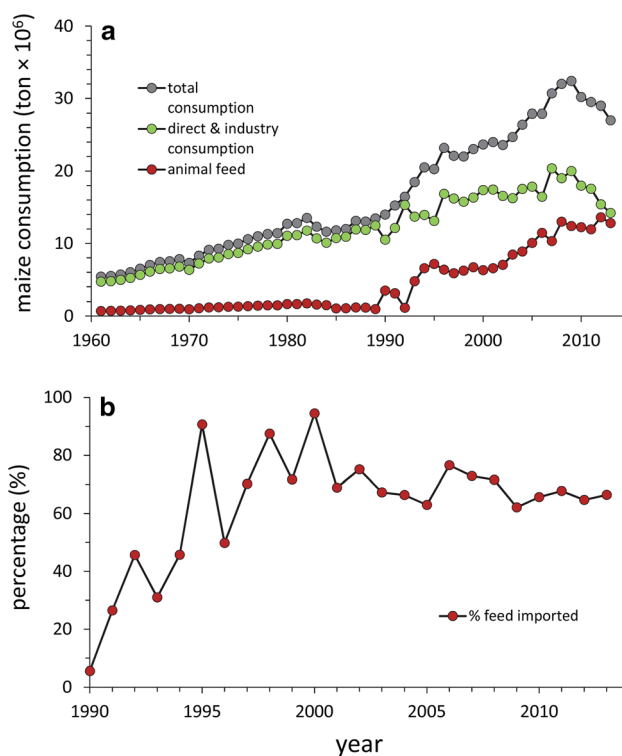 a
maize consumption (ton × 10⁶)
40
30
20
10
0
total
consumption
direct & industry
consumption
animal feed
1960 1970 1980 1990 2000 2010
b
percentage (%)
100
80
60
40
20
0
% feed imported
1990 1995 2000 2005 2010
year